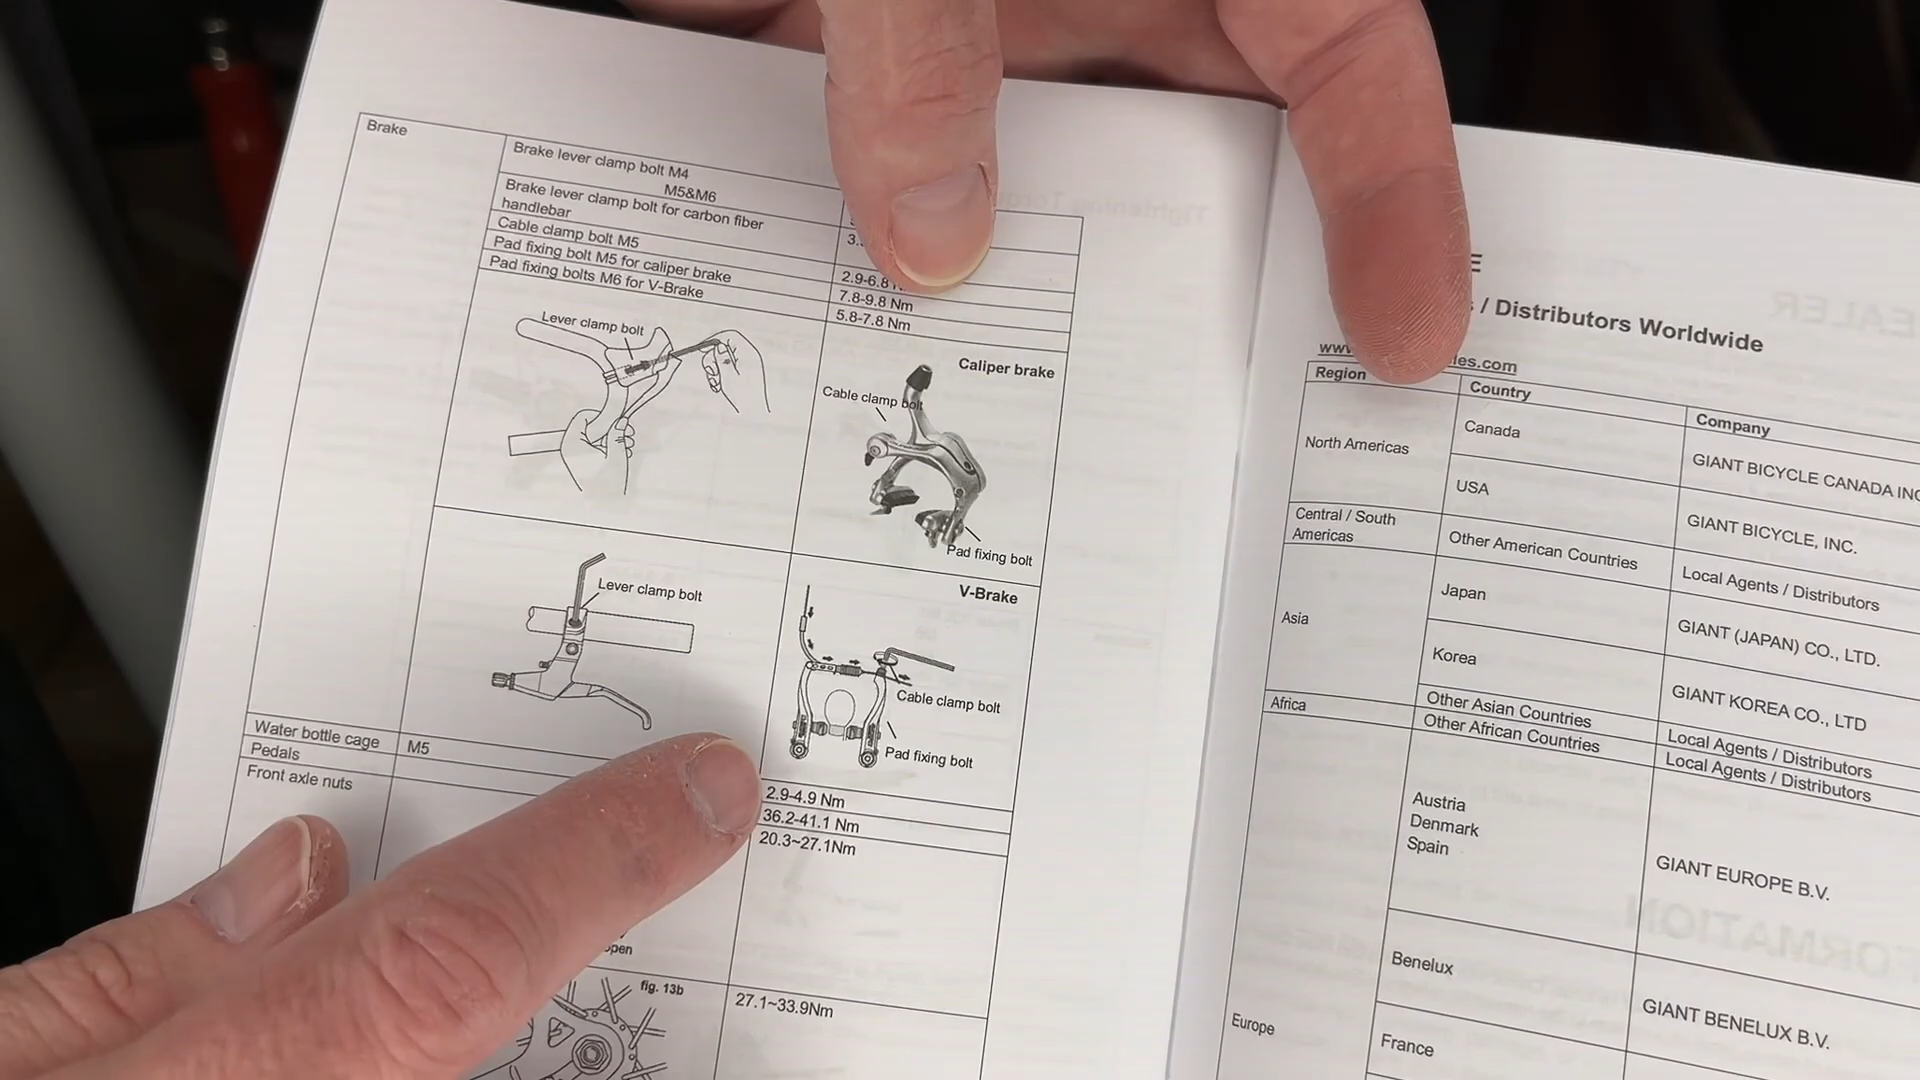 Brake
Brake lever clamp bolt M4
M5&M6
Brake lever clamp bolt for carbon fiber
handlebar
Cable clamp bolt M5
2.9-6.8
Pad fixing bolt M5 for caliper brake
7.8-9.8 Nm
Pad fixing bolts M6 for V-Brake
5.8-7.8 Nm
Lever clamp bolt
Caliper brake
Cable clamp bolt
Pad fixing bolt
Lever clamp bolt
V-Brake
Cable clamp bolt
Pad fixing bolt
Water bottle cage
M5
2.9-4.9 Nm
Pedals
36.2-41.1 Nm
Front axle nuts
20.3~27.1Nm
fig. 13b
27.1~33.9Nm
/ Distributors Worldwide
Region
Country
Company
North Americas
Canada
GIANT BICYCLE CANADA
USA
GIANT BICYCLE, INC.
Central / South
Americas
Other American Countries
Local Agents / Distributors
Asia
Japan
GIANT (JAPAN) CO., LTD.
Korea
GIANT KOREA CO., LTD
Other Asian Countries
Local Agents / Distributors
Africa
Other African Countries
Local Agents / Distributors
Europe
Austria
Denmark
Spain
GIANT EUROPE B.V.
Benelux
GIANT BENELUX B.V.
France